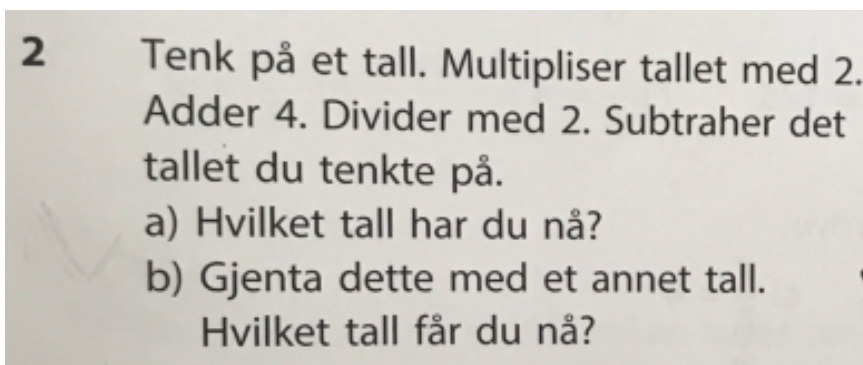 2 Tenk på et tall. Multipliser tallet med 2.
Adder 4. Divider med 2. Subtraher det
tallet du tenkte på.
a) Hvilket tall har du nå?
b) Gjenta dette med et annet tall.
Hvilket tall får du nå?